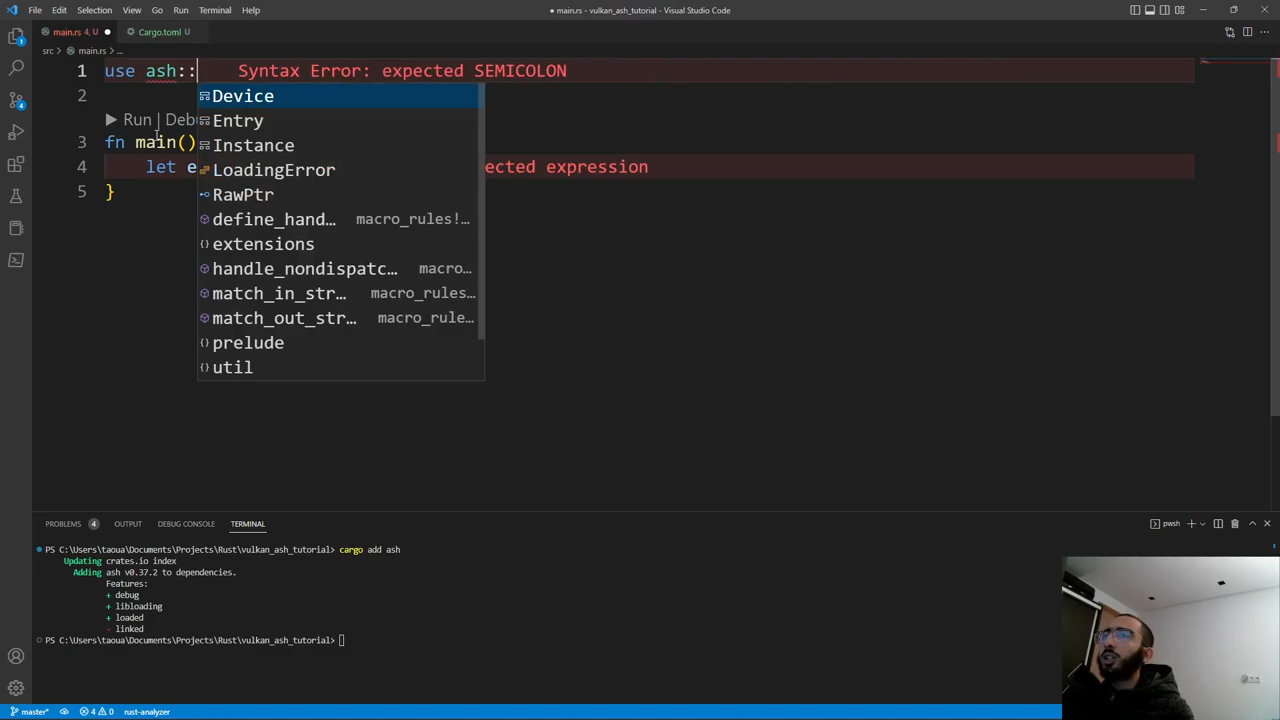 File Edit Selection View Go Run Terminal Help
● main.rs - vulkan_ash_tutorial - Visual Studio Code
main.rs 4, U ●
Cargo.toml U
src > main.rs > ...
1 use ash:: Syntax Error: expected SEMICOLON
Device
2
Run | Deb
Entry
3 fn main()
Instance
4 let e
ected expression
LoadingError
5 }
RawPtr
define_hand… macro_rules!…
extensions
handle_nondispatc… macro…
match_in_str… macro_rules…
match_out_str… macro_rule…
prelude
util
PROBLEMS 4 OUTPUT DEBUG CONSOLE TERMINAL
pwsh
PS C:\Users\taoua\Documents\Projects\Rust\vulkan_ash_tutorial> cargo add ash
Updating crates.io index
Adding ash v0.37.2 to dependencies.
Features:
+ debug
+ libloading
+ loaded
- linked
PS C:\Users\taoua\Documents\Projects\Rust\vulkan_ash_tutorial>
master* 4 0 rust-analyzer